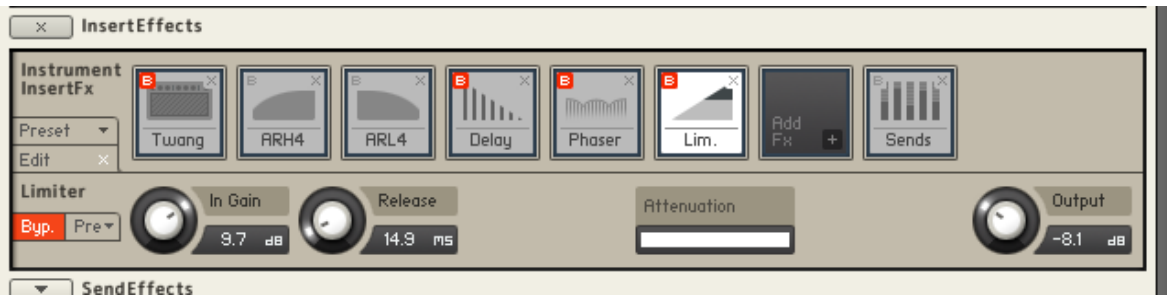 × InsertEffects
Instrument
InsertFx
Preset
Edit ×
B × Twang
B × ARH4
B × ARL4
B × Delay
B × Phaser
B × Lim.
Add
Fx +
B × Sends
Limiter
Byp. Pre
In Gain
9.7 dB
Release
14.9 ms
Attenuation
Output
-8.1 dB
SendEffects